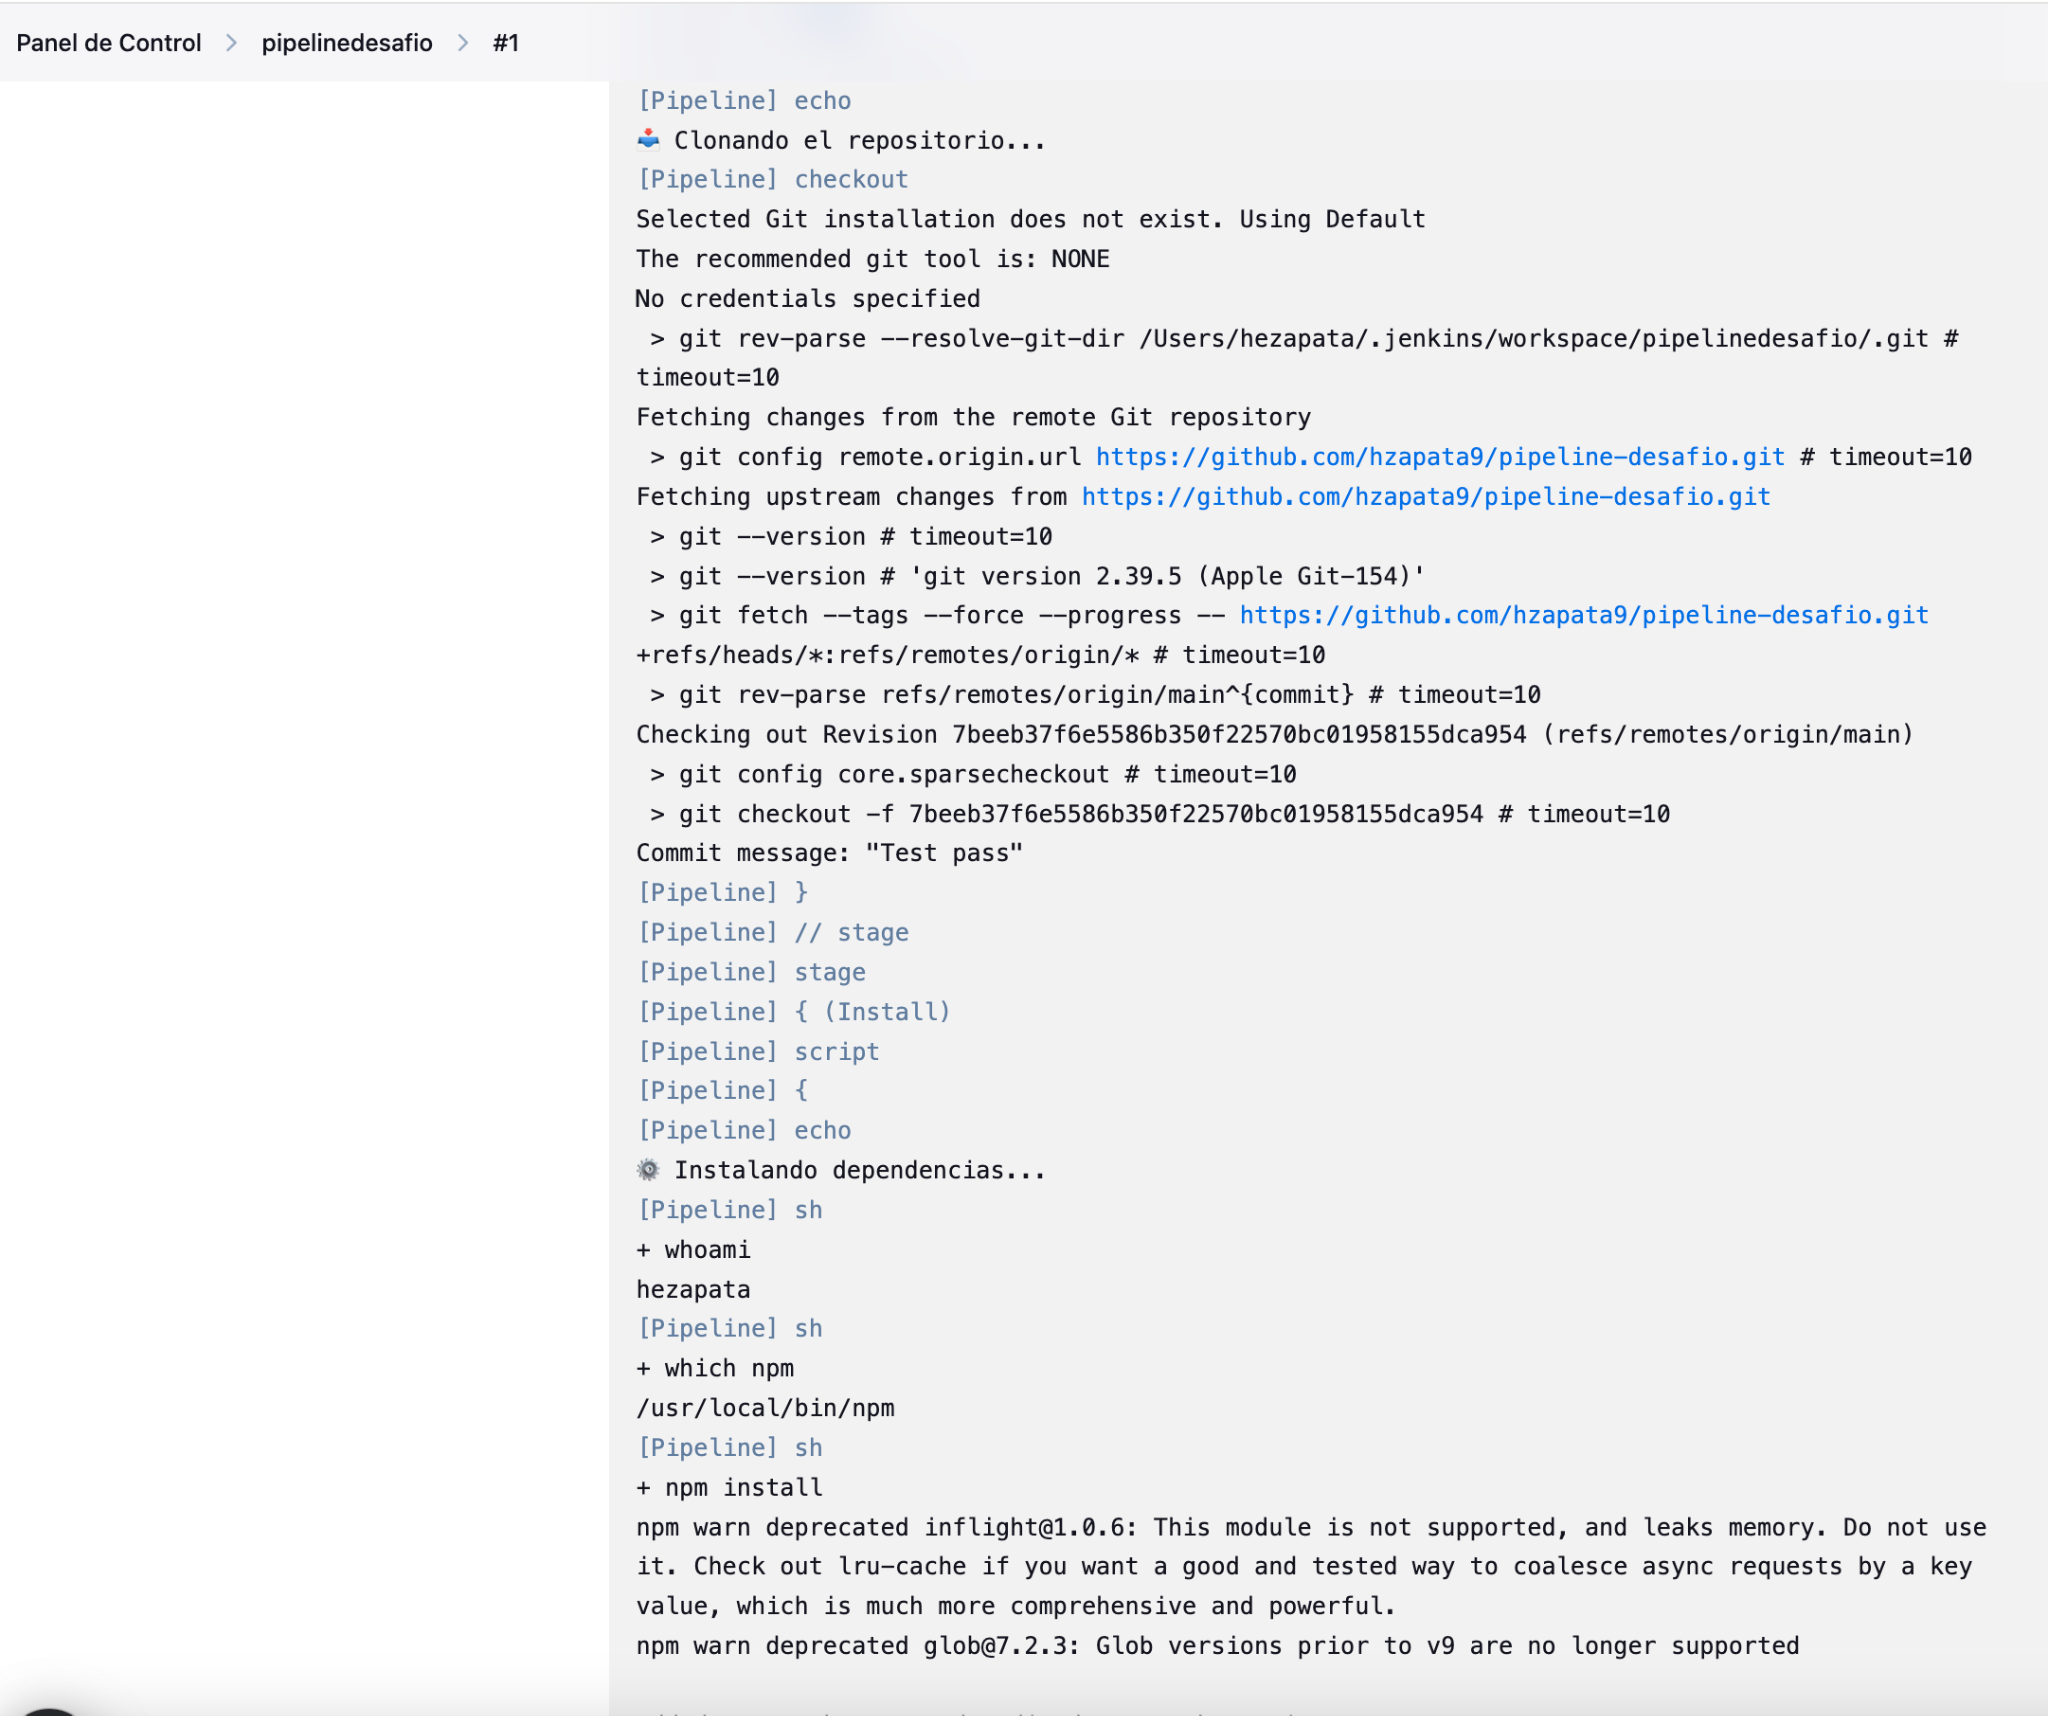 Panel de Control > pipelinedesafio > #1
[Pipeline] echo
📥 Clonando el repositorio...
[Pipeline] checkout
Selected Git installation does not exist. Using Default
The recommended git tool is: NONE
No credentials specified
 > git rev-parse --resolve-git-dir /Users/hezapata/.jenkins/workspace/pipelinedesafio/.git #
timeout=10
Fetching changes from the remote Git repository
 > git config remote.origin.url https://github.com/hzapata9/pipeline-desafio.git # timeout=10
Fetching upstream changes from https://github.com/hzapata9/pipeline-desafio.git
 > git --version # timeout=10
 > git --version # 'git version 2.39.5 (Apple Git-154)'
 > git fetch --tags --force --progress -- https://github.com/hzapata9/pipeline-desafio.git
+refs/heads/*:refs/remotes/origin/* # timeout=10
 > git rev-parse refs/remotes/origin/main^{commit} # timeout=10
Checking out Revision 7beeb37f6e5586b350f22570bc01958155dca954 (refs/remotes/origin/main)
 > git config core.sparsecheckout # timeout=10
 > git checkout -f 7beeb37f6e5586b350f22570bc01958155dca954 # timeout=10
Commit message: "Test pass"
[Pipeline] }
[Pipeline] // stage
[Pipeline] stage
[Pipeline] { (Install)
[Pipeline] script
[Pipeline] {
[Pipeline] echo
⚙️ Instalando dependencias...
[Pipeline] sh
+ whoami
hezapata
[Pipeline] sh
+ which npm
/usr/local/bin/npm
[Pipeline] sh
+ npm install
npm warn deprecated inflight@1.0.6: This module is not supported, and leaks memory. Do not use
it. Check out lru-cache if you want a good and tested way to coalesce async requests by a key
value, which is much more comprehensive and powerful.
npm warn deprecated glob@7.2.3: Glob versions prior to v9 are no longer supported